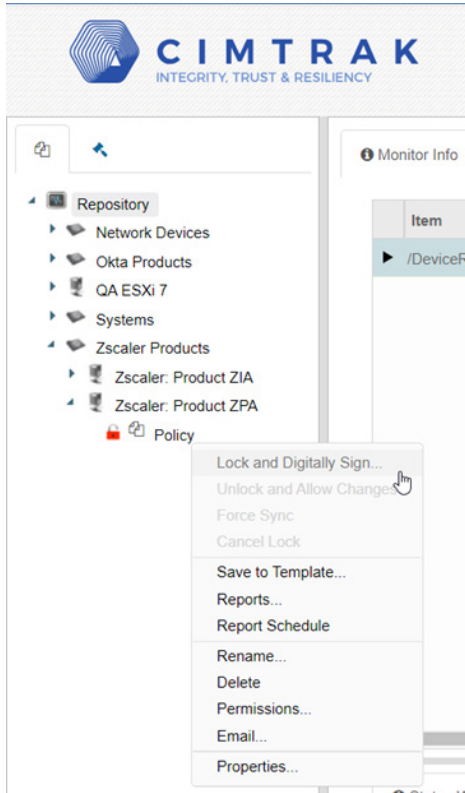 CIMTRAK
INTEGRITY, TRUST & RESILIENCY
Monitor Info
Repository
Item
Network Devices
/DeviceR
Okta Products
QA ESXi 7
Systems
Zscaler Products
Zscaler: Product ZIA
Zscaler: Product ZPA
Policy
Lock and Digitally Sign...
Unlock and Allow Changes
Force Sync
Cancel Lock
Save to Template...
Reports...
Report Schedule
Rename...
Delete
Permissions...
Email...
Properties...